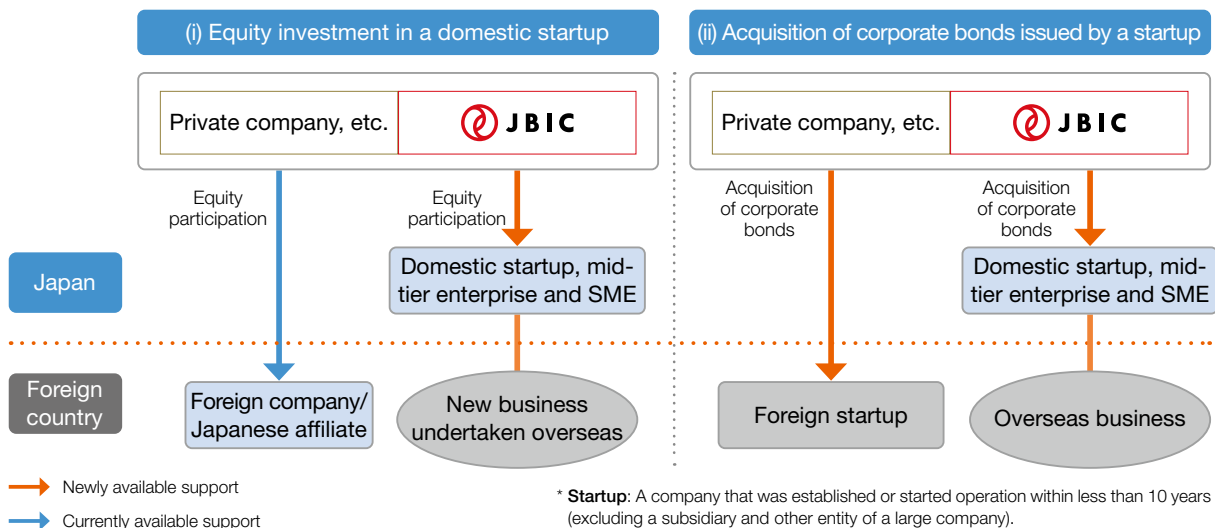 (i) Equity investment in a domestic startup
Private company, etc.
JBIC
Equity
participation
Equity
participation
Japan
Domestic startup, mid-
tier enterprise and SME
Foreign
country
Foreign company/
Japanese affiliate
New business
undertaken overseas
(ii) Acquisition of corporate bonds issued by a startup
Private company, etc.
JBIC
Acquisition
of corporate
bonds
Acquisition
of corporate
bonds
Domestic startup, mid-
tier enterprise and SME
Foreign startup
Overseas business
Newly available support
Currently available support
* Startup: A company that was established or started operation within less than 10 years
(excluding a subsidiary and other entity of a large company).